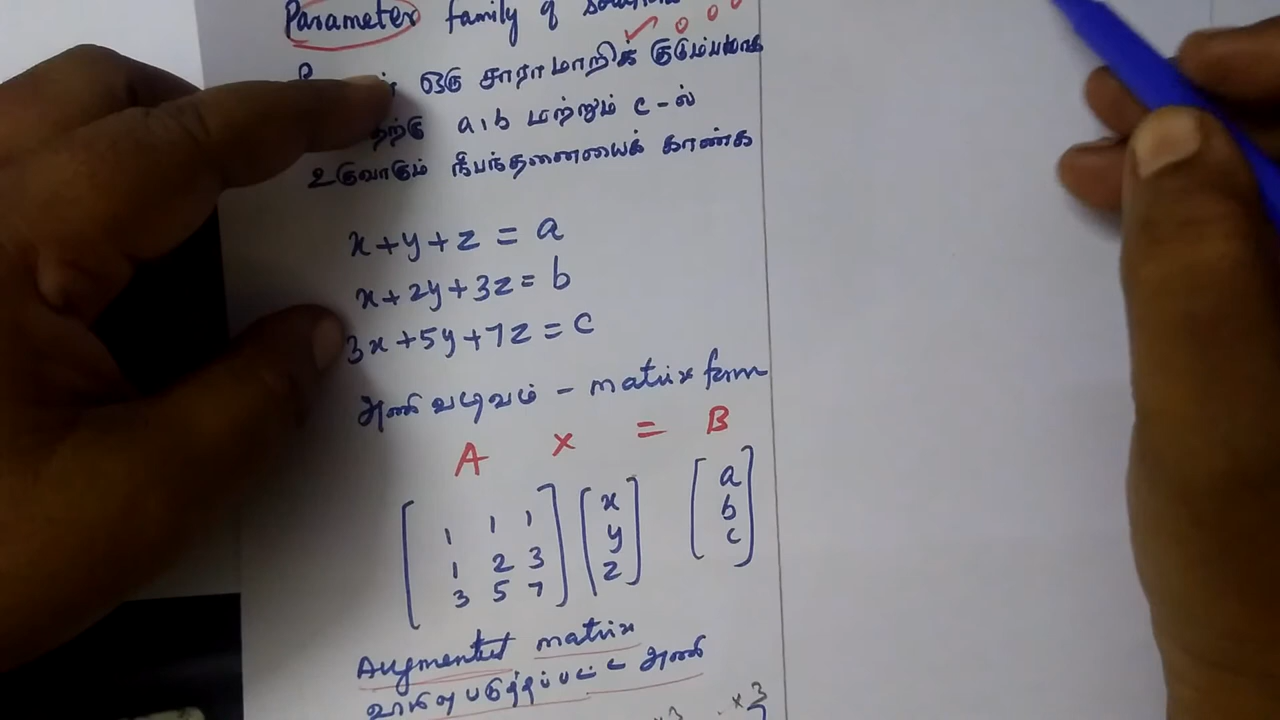 Parameter family of
ஒரு சாராமாறிக் குடும்பமாக
a, b மற்றும் c-ல்
உருவாகும் நிபந்தனையைக் காண்க
x+y+z = a
x+2y+3z = b
3x+5y+7z = c
அணி வடிவம் - matrix form
A x = B
1 1 1 x a
1 2 3 y b
3 5 7 z c
Augmented matrix
அணி